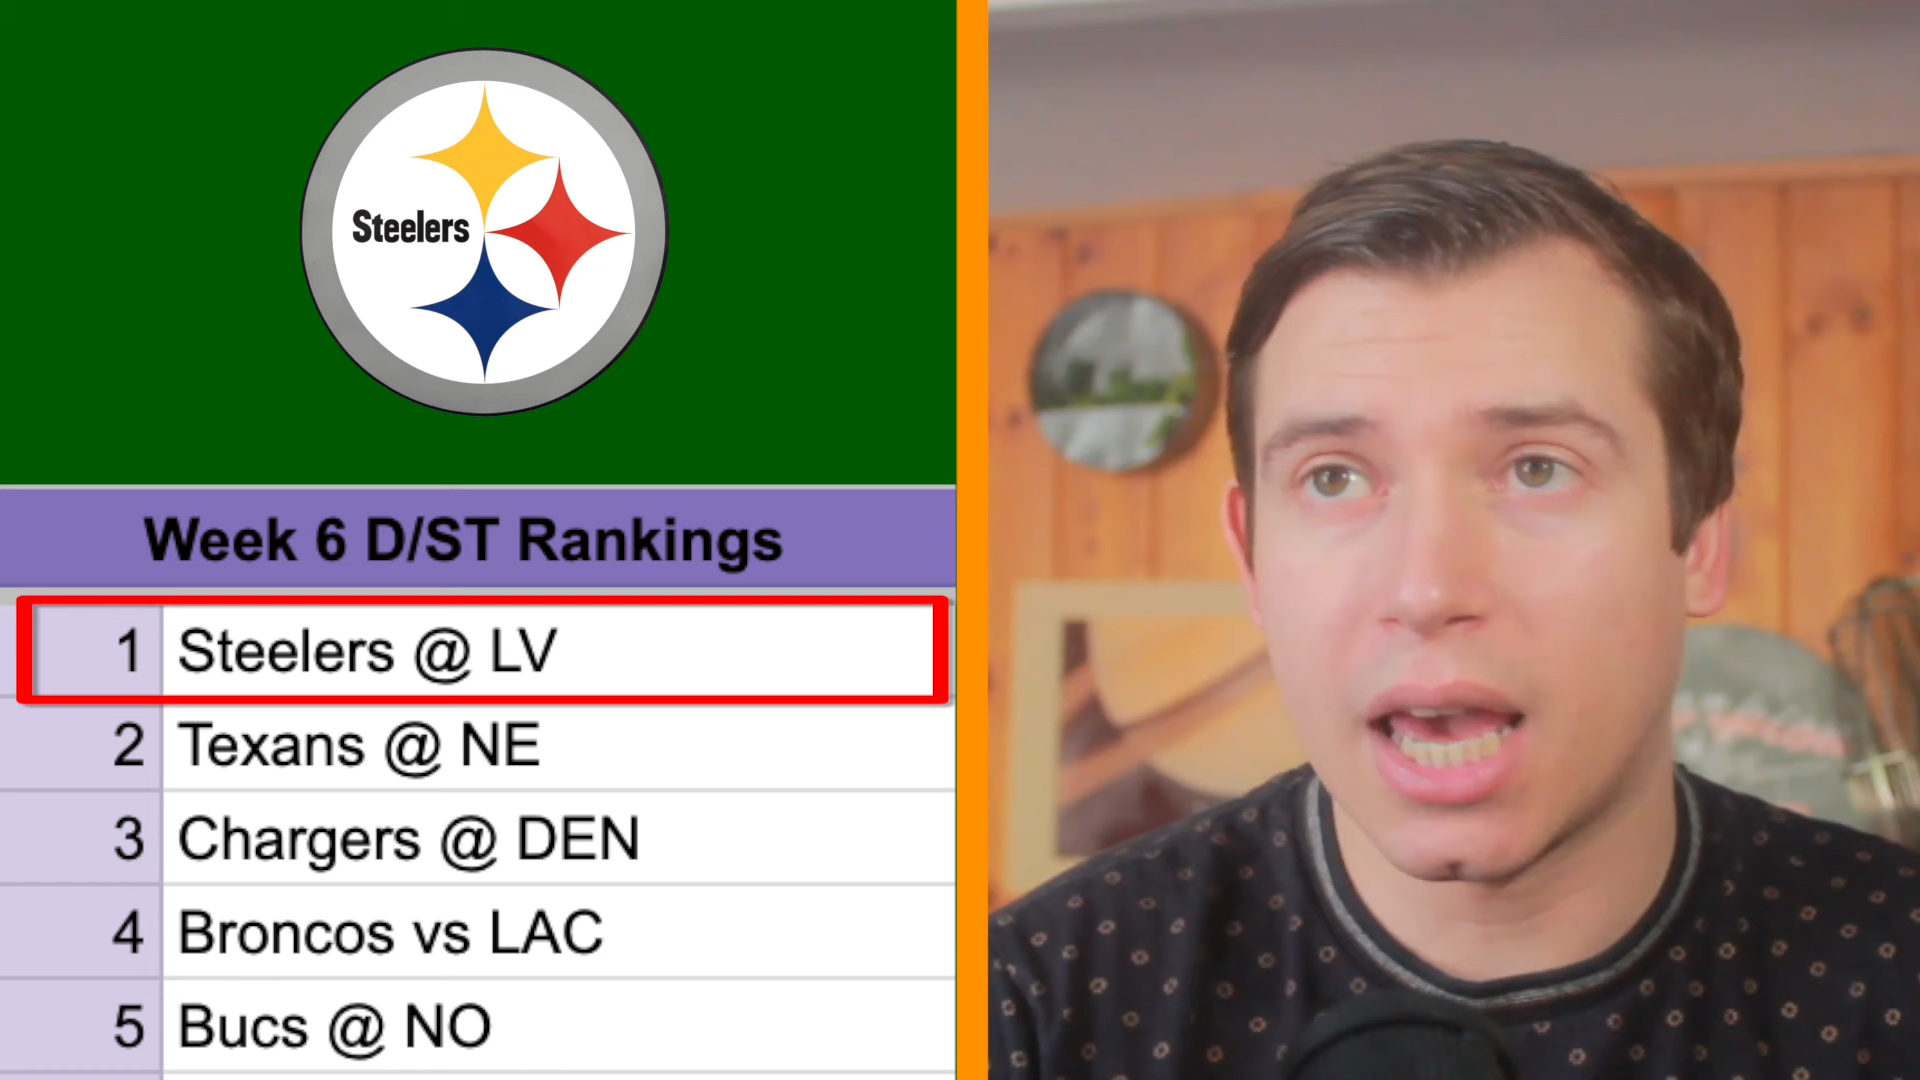 Steelers
Week 6 D/ST Rankings
1 Steelers @ LV
2 Texans @ NE
3 Chargers @ DEN
4 Broncos vs LAC
5 Bucs @ NO